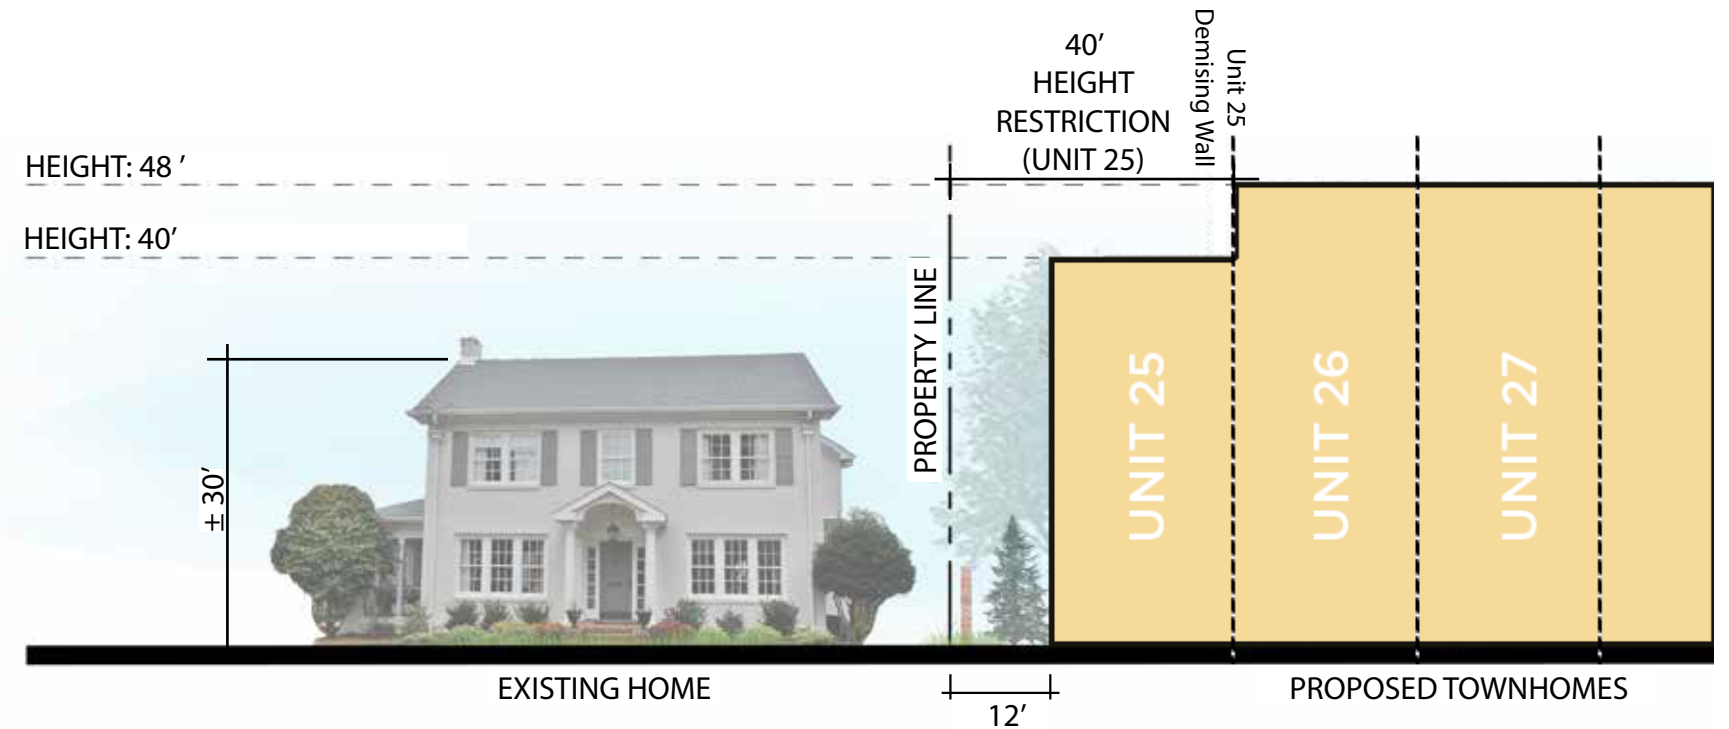 40’
HEIGHT
RESTRICTION
(UNIT 25)
Unit 25
Demising Wall
HEIGHT: 48 ’
HEIGHT: 40’
PROPERTY LINE
± 30’
UNIT 25
UNIT 26
UNIT 27
EXISTING HOME
12’
PROPOSED TOWNHOMES